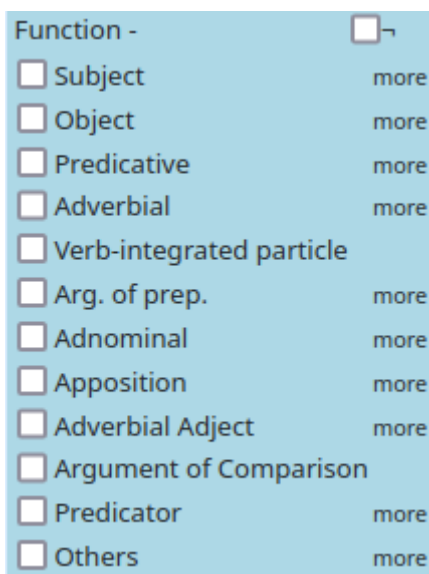 Function - ¬
Subject more
Object more
Predicative more
Adverbial more
Verb-integrated particle
Arg. of prep. more
Adnominal more
Apposition more
Adverbial Adject more
Argument of Comparison
Predicator more
Others more